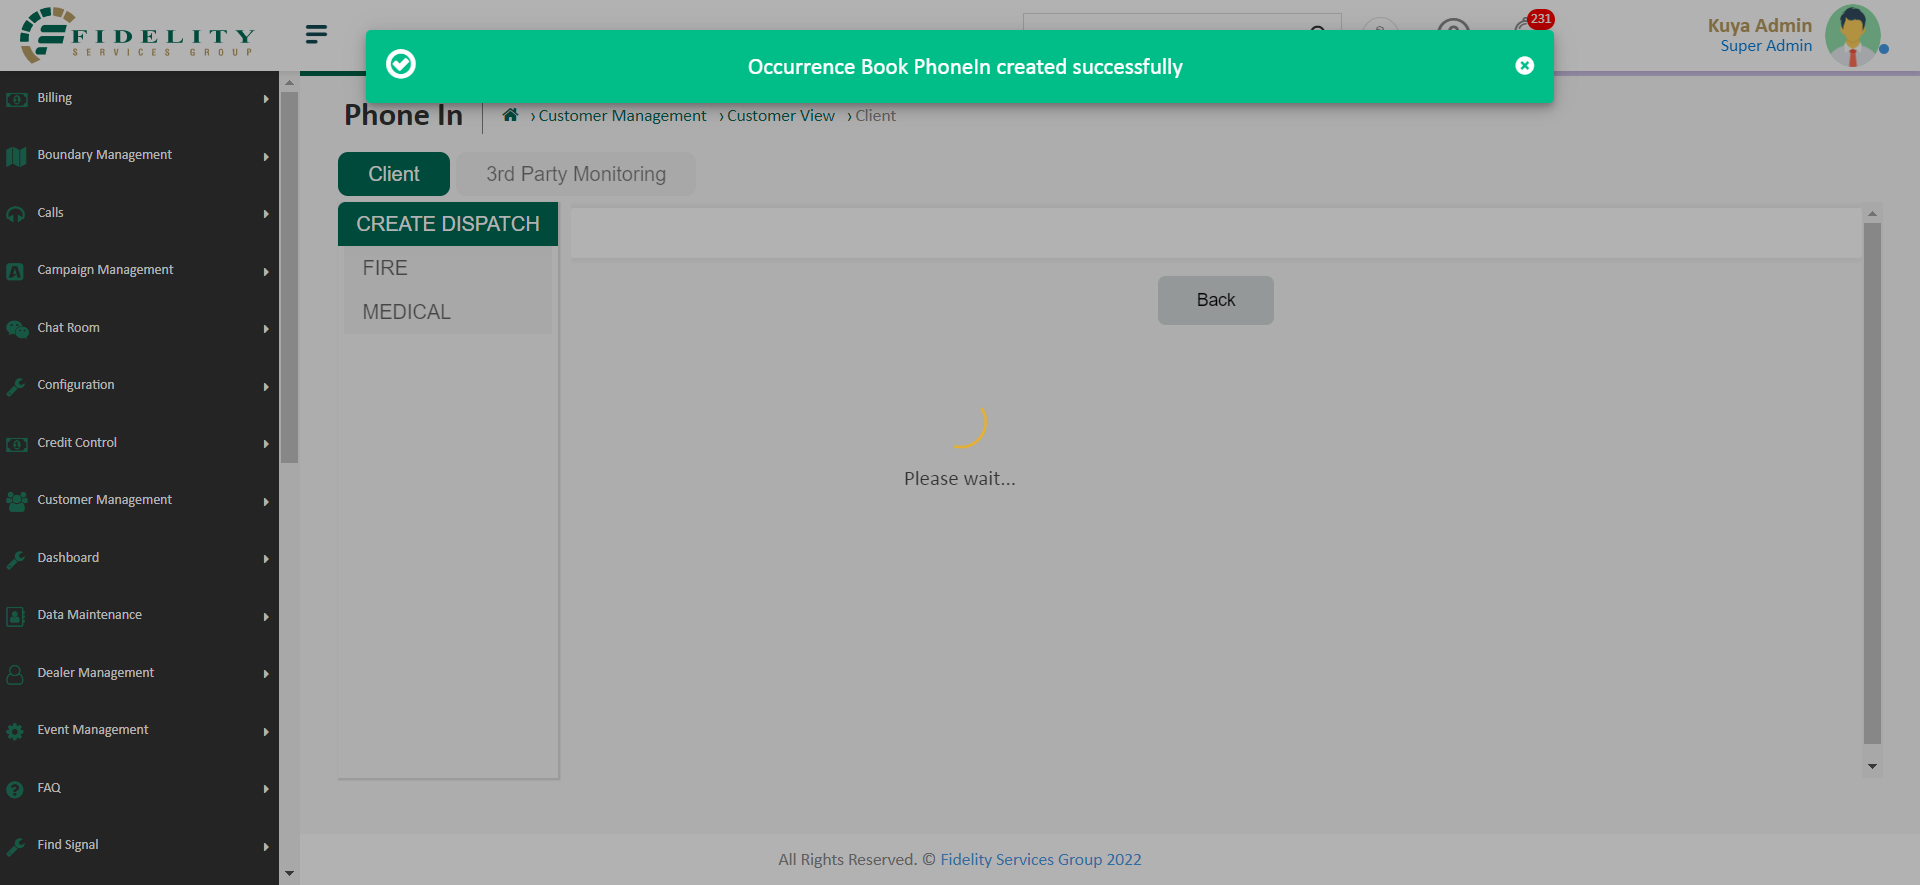 FIDELITY
SERVICES GROUP
231
Kuya Admin
Super Admin
Occurrence Book PhoneIn created successfully
Phone In
› Customer Management › Customer View › Client
Client
3rd Party Monitoring
CREATE DISPATCH
FIRE
MEDICAL
Back
Please wait...
Billing
Boundary Management
Calls
Campaign Management
Chat Room
Configuration
Credit Control
Customer Management
Dashboard
Data Maintenance
Dealer Management
Event Management
FAQ
Find Signal
All Rights Reserved. © Fidelity Services Group 2022